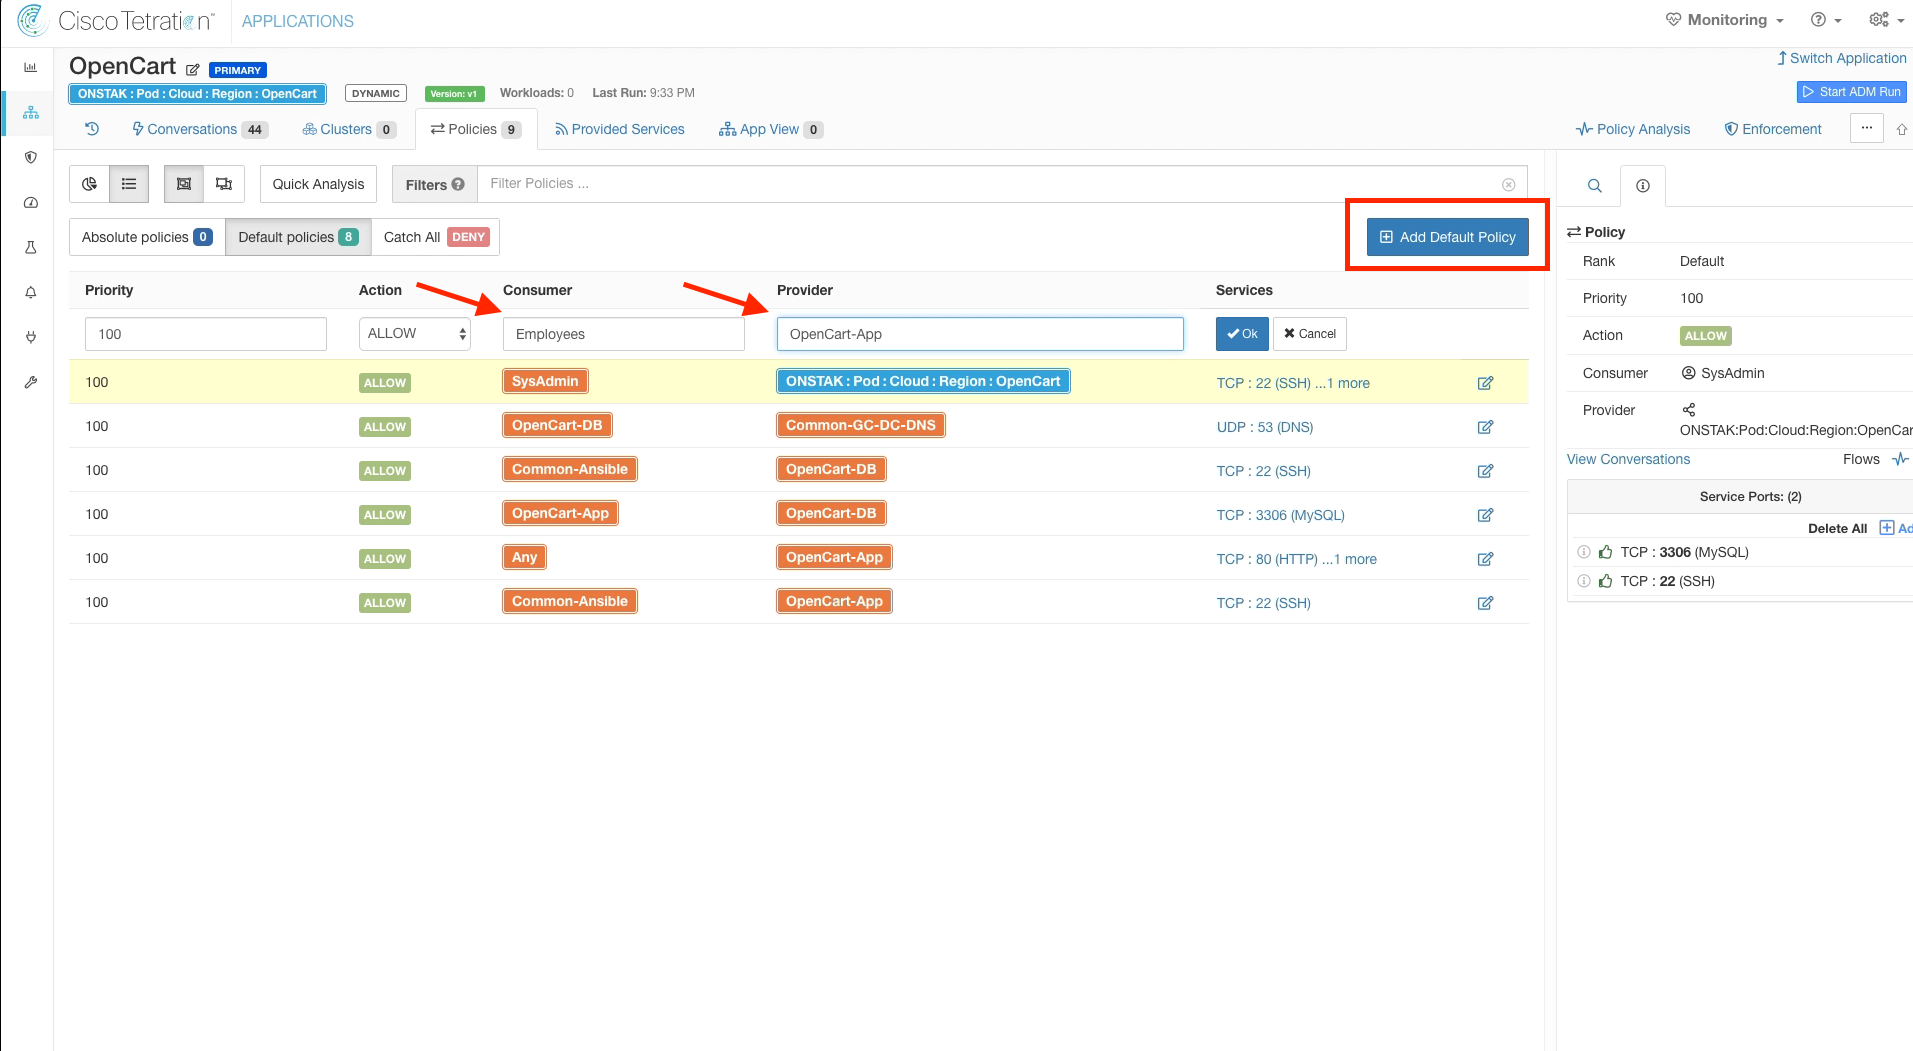 Cisco Tetration™ APPLICATIONS Monitoring
OpenCart PRIMARY
Switch Application
ONSTAK : Pod : Cloud : Region : OpenCart DYNAMIC Version: v1 Workloads: 0 Last Run: 9:33 PM
Start ADM Run
Conversations 44 Clusters 0 Policies 9 Provided Services App View 0 Policy Analysis Enforcement ...
Quick Analysis Filters ? Filter Policies ...
Absolute policies 0 Default policies 8 Catch All DENY Add Default Policy
Priority Action Consumer Provider Services
100 ALLOW Employees OpenCart-App Ok Cancel
100 ALLOW SysAdmin ONSTAK : Pod : Cloud : Region : OpenCart TCP : 22 (SSH) ...1 more
100 ALLOW OpenCart-DB Common-GC-DC-DNS UDP : 53 (DNS)
100 ALLOW Common-Ansible OpenCart-DB TCP : 22 (SSH)
100 ALLOW OpenCart-App OpenCart-DB TCP : 3306 (MySQL)
100 ALLOW Any OpenCart-App TCP : 80 (HTTP) ...1 more
100 ALLOW Common-Ansible OpenCart-App TCP : 22 (SSH)
Policy
Rank Default
Priority 100
Action ALLOW
Consumer SysAdmin
Provider
ONSTAK:Pod:Cloud:Region:OpenCar
View Conversations Flows
Service Ports: (2)
Delete All Ad
TCP : 3306 (MySQL)
TCP : 22 (SSH)